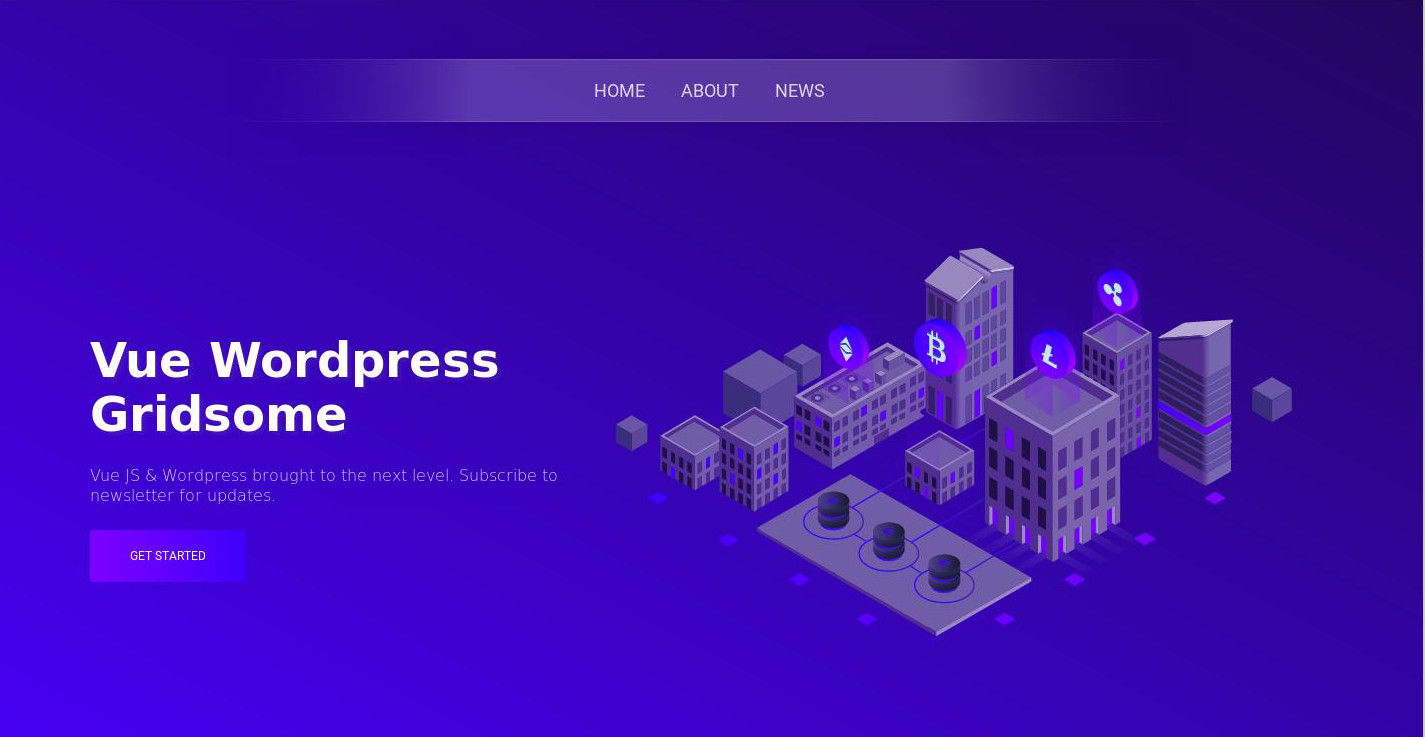 HOME ABOUT NEWS
Vue Wordpress
Gridsome
Vue JS & Wordpress brought to the next level. Subscribe to
newsletter for updates.
GET STARTED